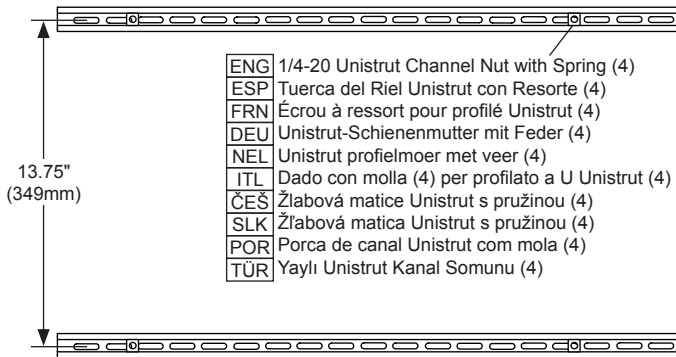 ENG 1/4-20 Unistrut Channel Nut with Spring (4)
ESP Tuerca del Riel Unistrut con Resorte (4)
FRN Écrou à ressort pour profilé Unistrut (4)
DEU Unistrut-Schienenmutter mit Feder (4)
NEL Unistrut profielmoer met veer (4)
ITL Dado con molla (4) per profilato a U Unistrut (4)
ČEŠ Žlabová matice Unistrut s pružinou (4)
SLK Žľabová matica Unistrut s pružinou (4)
POR Porca de canal Unistrut com mola (4)
TÜR Yaylı Unistrut Kanal Somunu (4)
13.75"
(349mm)